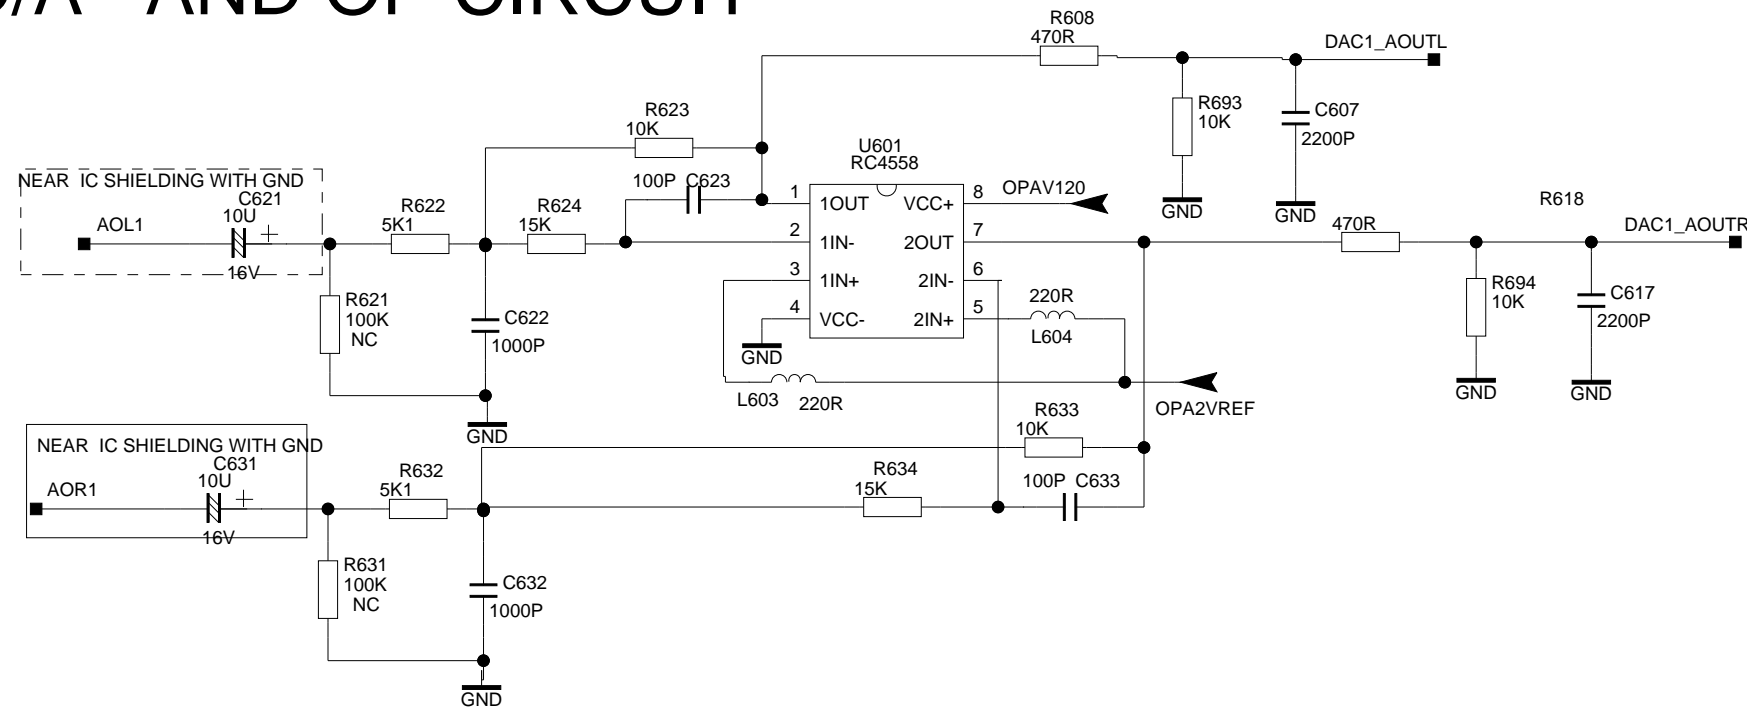 AND OP CIRCUIT
R608
470R
DAC1_AOUTL
R693
10K
C607
2200P
GND
GND
R623
10K
100P C623
U601
RC4558
1 1OUT VCC+ 8
2 1IN- 2OUT 7
3 1IN+ 2IN- 6
4 VCC- 2IN+ 5
OPAV120
NEAR IC SHIELDING WITH GND
C621
10U
+
16V
AOL1
R622
5K1
R624
15K
R621
100K
NC
C622
1000P
GND
GND
L603 220R
220R
L604
OPA2VREF
R618
470R
DAC1_AOUTR
R694
10K
C617
2200P
GND
GND
R633
10K
NEAR IC SHIELDING WITH GND
C631
10U
+
16V
AOR1
R632
5K1
R634
15K
100P C633
R631
100K
NC
C632
1000P
GND